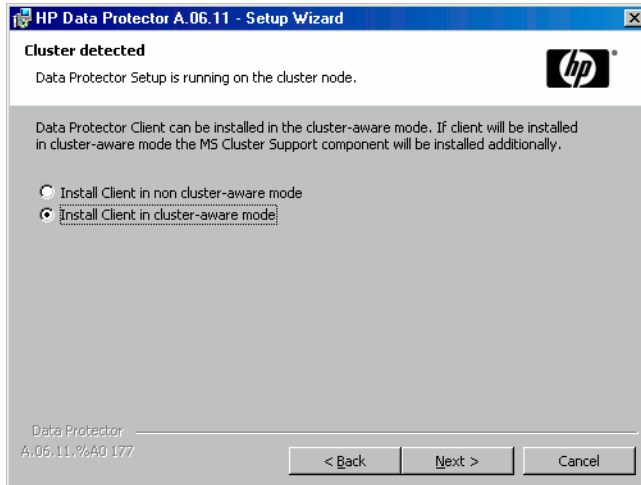 HP Data Protector A.06.11 - Setup Wizard
Cluster detected
Data Protector Setup is running on the cluster node.
hp
Data Protector Client can be installed in the cluster-aware mode. If client will be installed
in cluster-aware mode the MS Cluster Support component will be installed additionally.
Install Client in non cluster-aware mode
Install Client in cluster-aware mode
Data Protector
A.06.11.%A0 177
< Back
Next >
Cancel